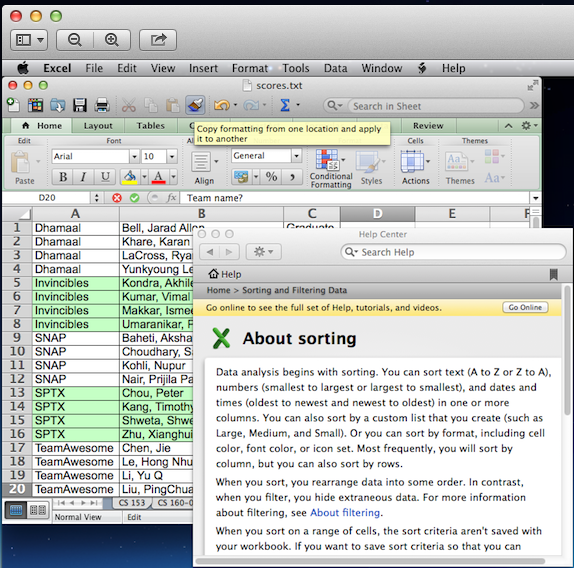 Excel File Edit View Insert Format Tools Data Window Help
scores.txt
Search in Sheet
Home Layout Tables Review
Copy formatting from one location and apply
it to another
Edit Font Cells Themes
Arial 10 General
Paste B I U A Align % Conditional
Formatting Styles Actions Themes Aa
D20 fx Team name?
A B C D E F
1 Dhamaal Bell, Jarad Allen Graduate
2 Dhamaal Khare, Karan
3 Dhamaal LaCross, Rya
4 Dhamaal Yunkyoung Le
5 Invincibles Kondra, Akhile
6 Invincibles Kumar, Vimal
7 Invincibles Makkar, Isme
8 Invincibles Umaranikar, F
9 SNAP Baheti, Aksha
10 SNAP Choudhary, S
11 SNAP Kohli, Nupur
12 SNAP Nair, Prijila Pa
13 SPTX Chou, Peter
14 SPTX Kang, Timothy
15 SPTX Shweta, Shwe
16 SPTX Zhu, Xianghui
17 TeamAwesome Chen, Jie
18 TeamAwesome Le, Hong Nhu
19 TeamAwesome Li, Yu Q
20 TeamAwesome Liu, PingChua
CS 153 CS 160-0
Normal View Edit
Help Center
Search Help
Help
Home > Sorting and Filtering Data
Go online to see the full set of Help, tutorials, and videos. Go Online
About sorting
Data analysis begins with sorting. You can sort text (A to Z or Z to A),
numbers (smallest to largest or largest to smallest), and dates and
times (oldest to newest and newest to oldest) in one or more
columns. You can also sort by a custom list that you create (such as
Large, Medium, and Small). Or you can sort by format, including cell
color, font color, or icon set. Most frequently, you will sort by
column, but you can also sort by rows.
When you sort, you rearrange data into some order. In contrast,
when you filter, you hide extraneous data. For more information
about filtering, see About filtering.
When you sort on a range of cells, the sort criteria aren't saved with
your workbook. If you want to save sort criteria so that you can